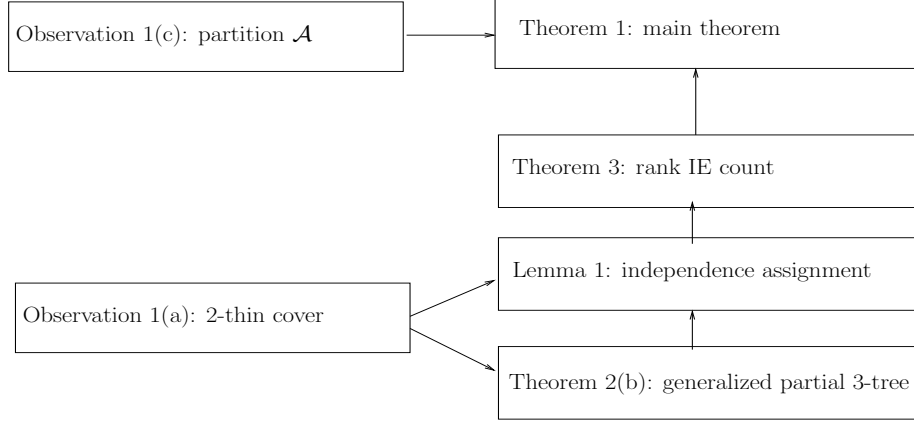 Observation 1(c): partition 𝓐
Theorem 1: main theorem
Theorem 3: rank IE count
Lemma 1: independence assignment
Observation 1(a): 2-thin cover
Theorem 2(b): generalized partial 3-tree